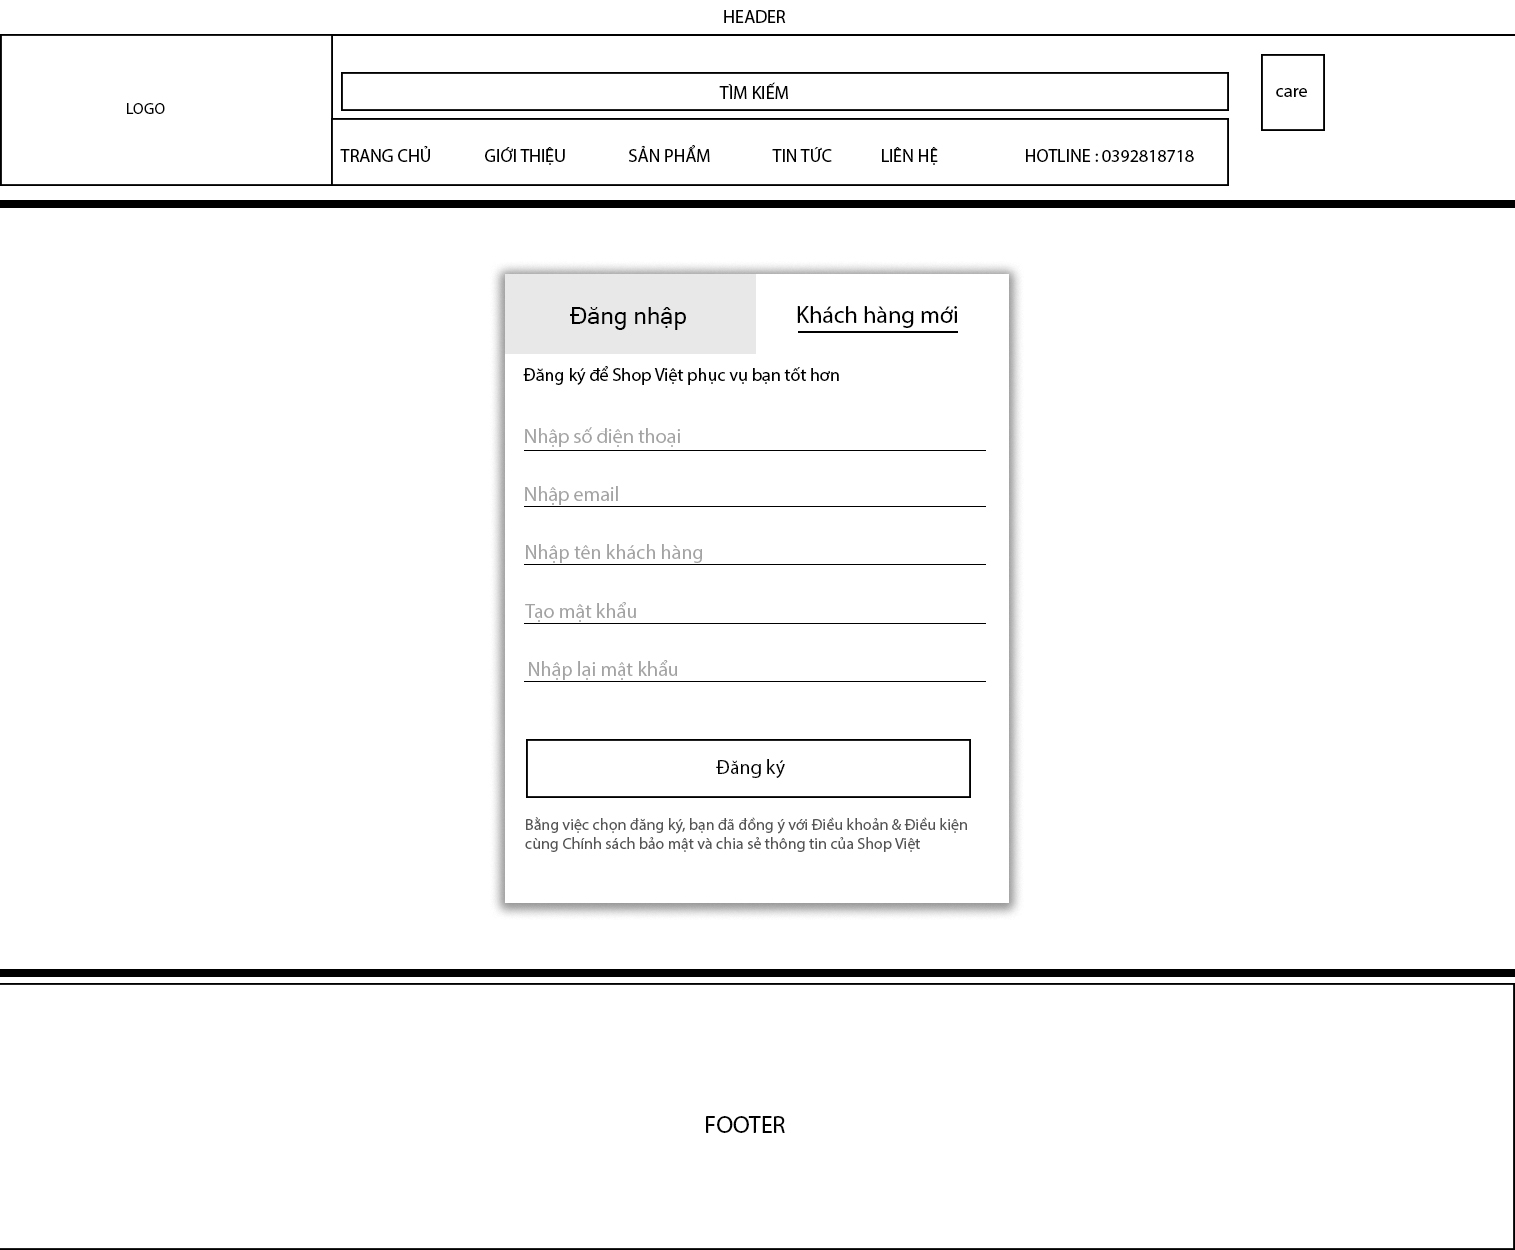 HEADER
LOGO
TÌM KIẾM
care
TRANG CHỦ GIỚI THIỆU SẢN PHẨM TIN TỨC LIÊN HỆ HOTLINE : 0392818718
Đăng nhập Khách hàng mới
Đăng ký để Shop Việt phục vụ bạn tốt hơn
Nhập số điện thoại
Nhập email
Nhập tên khách hàng
Tạo mật khẩu
Nhập lại mật khẩu
Đăng ký
Bằng việc chọn đăng ký, bạn đã đồng ý với Điều khoản & Điều kiện
cùng Chính sách bảo mật và chia sẻ thông tin của Shop Việt
FOOTER